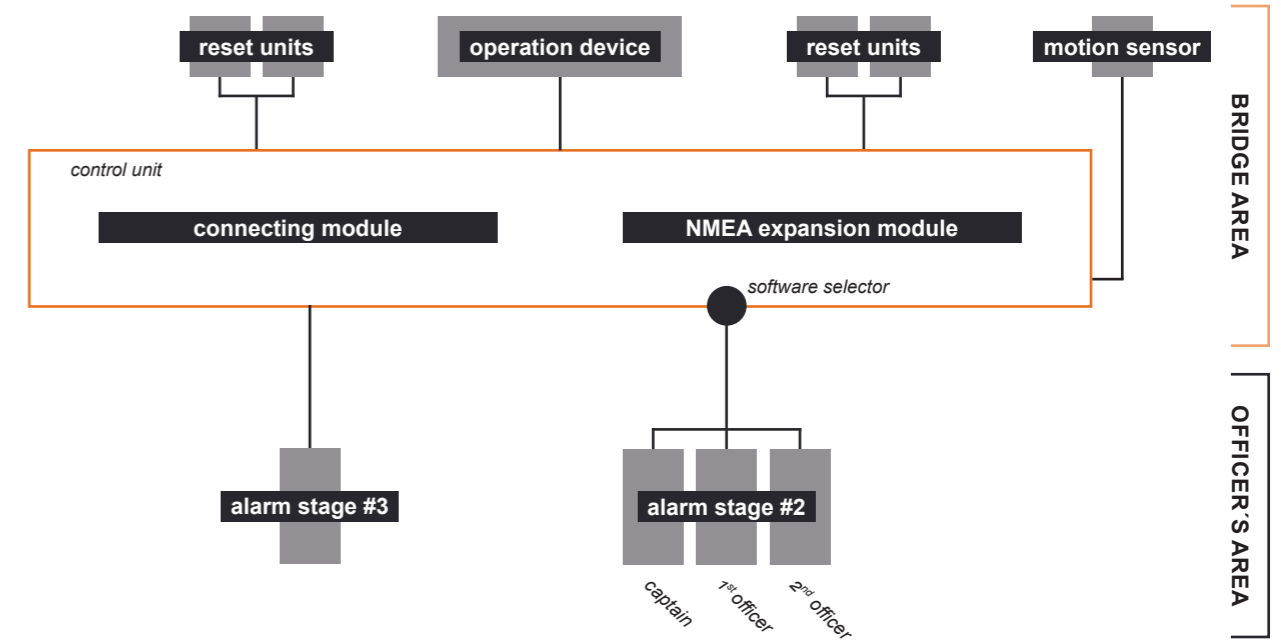 reset units
operation device
reset units
motion sensor
BRIDGE AREA
control unit
connecting module
NMEA expansion module
software selector
OFFICER´S AREA
alarm stage #3
alarm stage #2
captain
1st officer
2nd officer